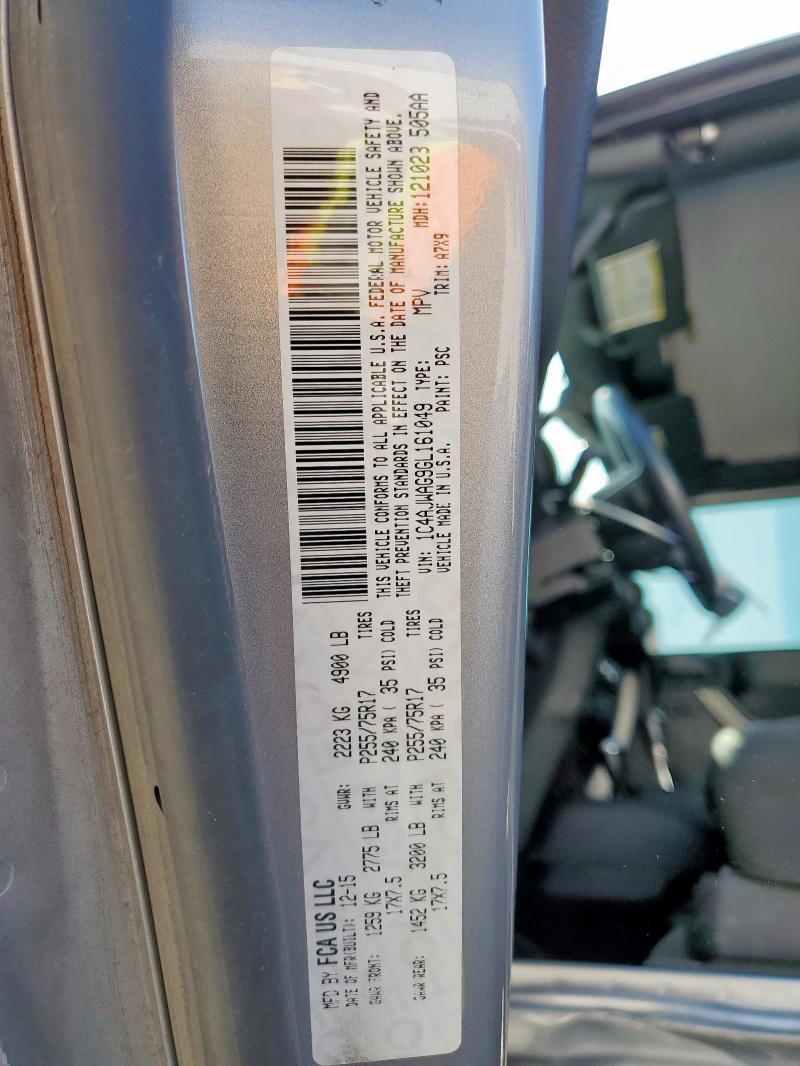 MFD BY FCA US LLC
DATE OF MFR(BUILT): 12-15 GVWR: 2223 KG 4900 LB
GAWR FRONT: 1259 KG 2775 LB WITH P255/75R17 TIRES
17X7.5 RIMS AT 240 KPA ( 35 PSI) COLD
GAWR REAR: 1452 KG 3200 LB WITH P255/75R17 TIRES
17X7.5 RIMS AT 240 KPA ( 35 PSI) COLD
THIS VEHICLE CONFORMS TO ALL APPLICABLE U.S.A. FEDERAL MOTOR VEHICLE SAFETY AND
THEFT PREVENTION STANDARDS IN EFFECT ON THE DATE OF MANUFACTURE SHOWN ABOVE.
VIN: 1C4AJWAG9GL161049 TYPE: MPV MDH:121023 505AA
VEHICLE MADE IN U.S.A. PAINT: PSC TRIM: A7X9